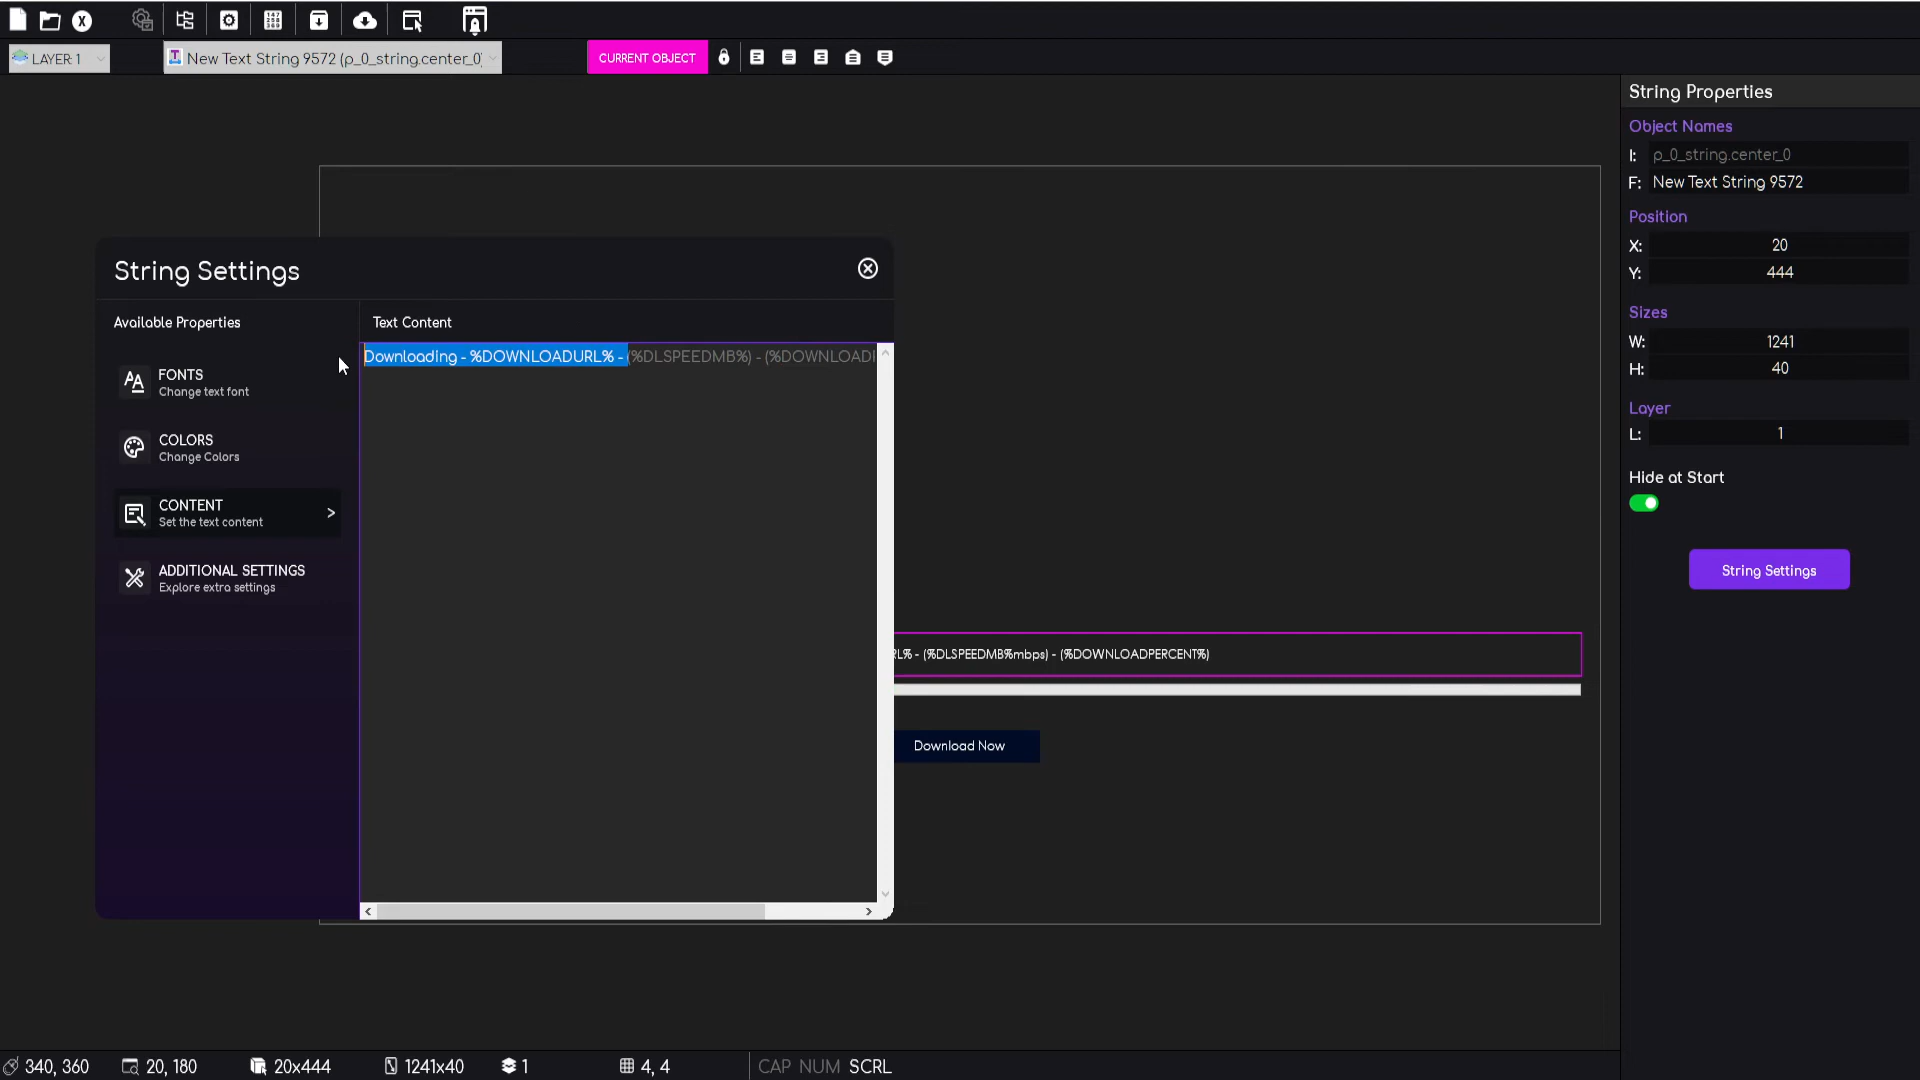 147
258
369
LAYER: 1
New Text String 9572 (p_0_string.center_0)
CURRENT OBJECT
String Properties
Object Names
I: p_0_string.center_0
F: New Text String 9572
Position
X: 20
Y: 444
Sizes
W: 1241
H: 40
Layer
L: 1
Hide at Start
String Settings
String Settings
Available Properties
FONTS
Change text font
COLORS
Change Colors
CONTENT
Set the text content
>
ADDITIONAL SETTINGS
Explore extra settings
Text Content
Downloading - %DOWNLOADURL% - (%DLSPEEDMB%) - (%DOWNLOADI
RL% - (%DLSPEEDMB%mbps) - (%DOWNLOADPERCENT%)
Download Now
340, 360
20, 180
20x444
1241x40
1
4, 4
CAP NUM SCRL